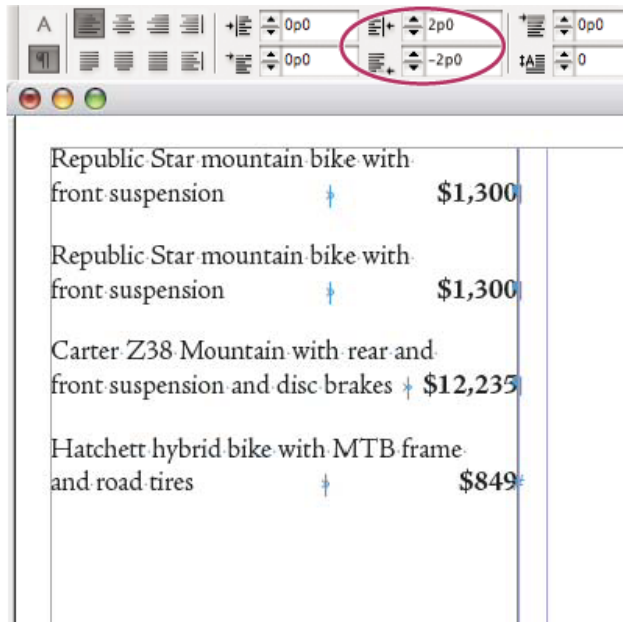 A 0p0 2p0 0p0
¶ 0p0 -2p0 0
Republic Star mountain bike with
front suspension $1,300
Republic Star mountain bike with
front suspension $1,300
Carter Z38 Mountain with rear and
front suspension and disc brakes $12,235
Hatchett hybrid bike with MTB frame
and road tires $849